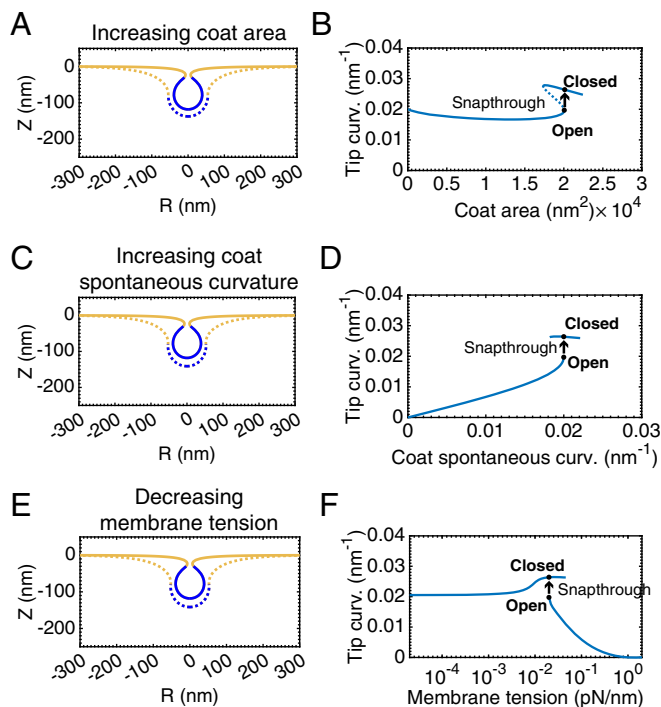 A
Increasing coat area
Z (nm)
0
-100
-200
-300
-200
-100
0
100
200
300
R (nm)
B
Tip curv. (nm-1)
0.04
0.03
0.02
0.01
0
Closed
Snapthrough
Open
0
0.5
1
1.5
2
2.5
3
Coat area (nm2)× 10 4
C
Increasing coat
spontaneous curvature
Z (nm)
0
-100
-200
-300
-200
-100
0
100
200
300
R (nm)
D
Tip curv. (nm-1)
0.04
0.03
0.02
0.01
0
Closed
Snapthrough
Open
0
0.01
0.02
0.03
Coat spontaneous curv. (nm-1)
E
Decreasing
membrane tension
Z (nm)
0
-100
-200
-300
-200
-100
0
100
200
300
R (nm)
F
Tip curv. (nm-1)
0.04
0.03
0.02
0.01
0
Closed
Snapthrough
Open
10-4
10-3
10-2
10-1
100
Membrane tension (pN/nm)